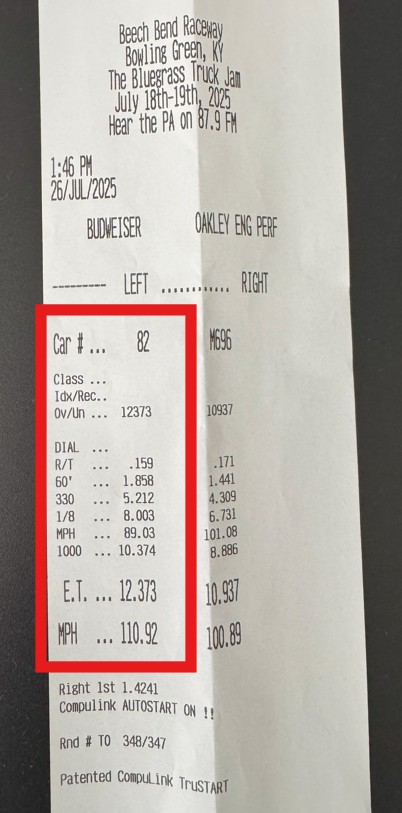 Beech Bend Raceway
Bowling Green, KY
The Bluegrass Truck Jam
July 18th-19th, 2025
Hear the PA on 87.9 FM
1:46 PM
26/JUL/2025
BUDWEISER OAKLEY ENG PERF
--------- LEFT ............ RIGHT
Car # ... 82 M696
Class ...
Idx/Rec..
Ov/Un ... 12373 10937
DIAL ...
R/T ... .159 .171
60' ... 1.858 1.441
330 ... 5.212 4.309
1/8 ... 8.003 6.731
MPH ... 89.03 101.08
1000 ... 10.374 8.886
E.T. ... 12.373 10.937
MPH ... 110.92 100.89
Right 1st 1.4241
Compulink AUTOSTART ON !!
Rnd # TO 348/347
Patented CompuLink TruSTART